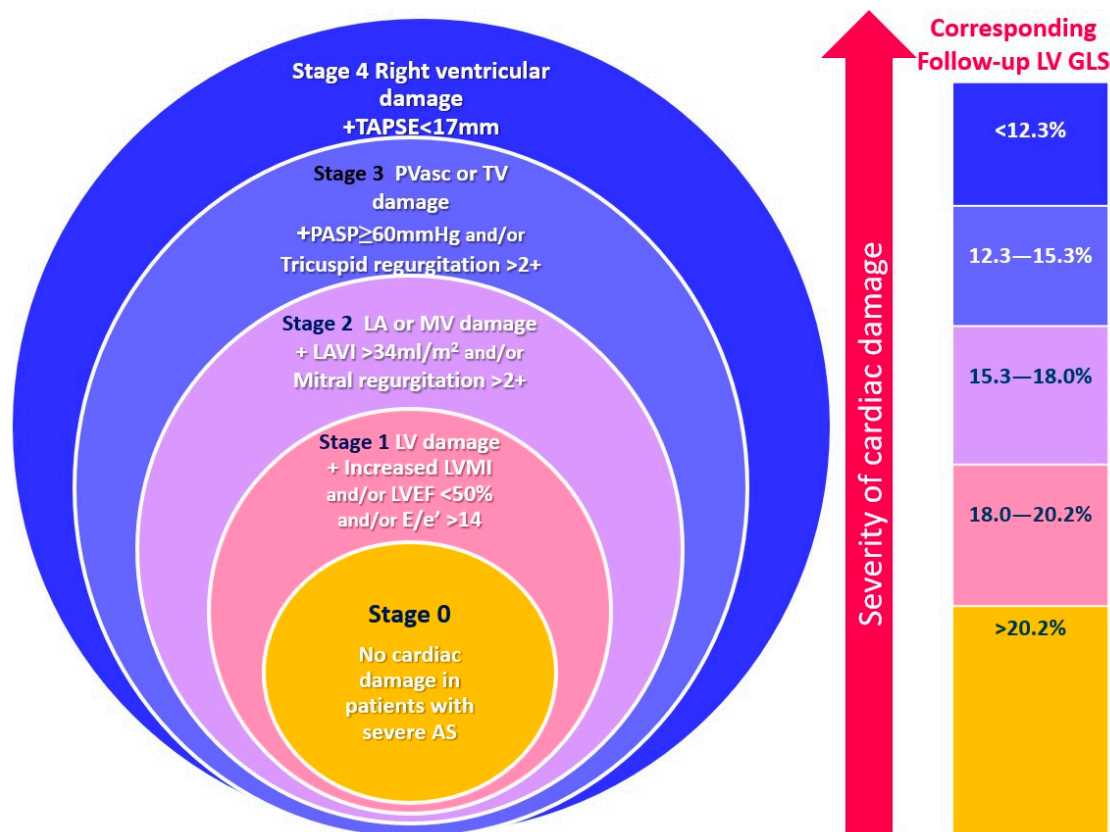 Stage 4 Right ventricular
damage
+TAPSE<17mm
Stage 3 PVasc or TV
damage
+PASP≥60mmHg and/or
Tricuspid regurgitation >2+
Stage 2 LA or MV damage
+ LAVI >34ml/m² and/or
Mitral regurgitation >2+
Stage 1 LV damage
+ Increased LVMI
and/or LVEF <50%
and/or E/e’ >14
Stage 0
No cardiac
damage in
patients with
severe AS
Severity of cardiac damage
Corresponding
Follow-up LV GLS
<12.3%
12.3—15.3%
15.3—18.0%
18.0—20.2%
>20.2%